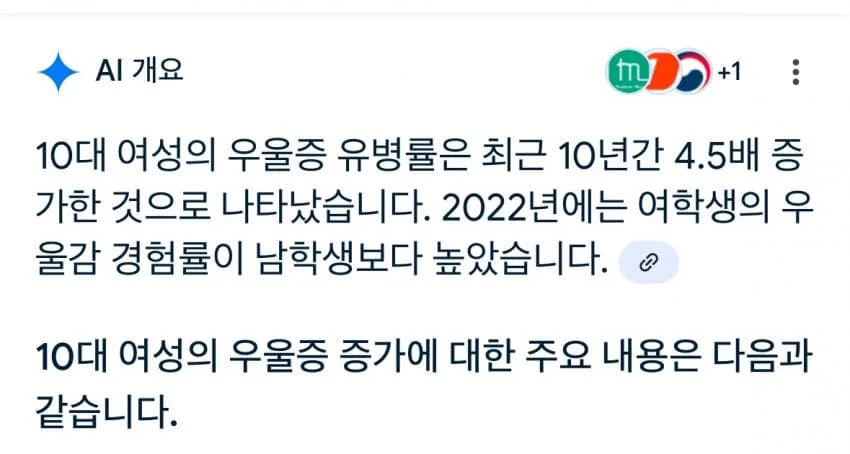 AI 개요
+1
10대 여성의 우울증 유병률은 최근 10년간 4.5배 증
가한 것으로 나타났습니다. 2022년에는 여학생의 우
울감 경험률이 남학생보다 높았습니다.
10대 여성의 우울증 증가에 대한 주요 내용은 다음과
같습니다.